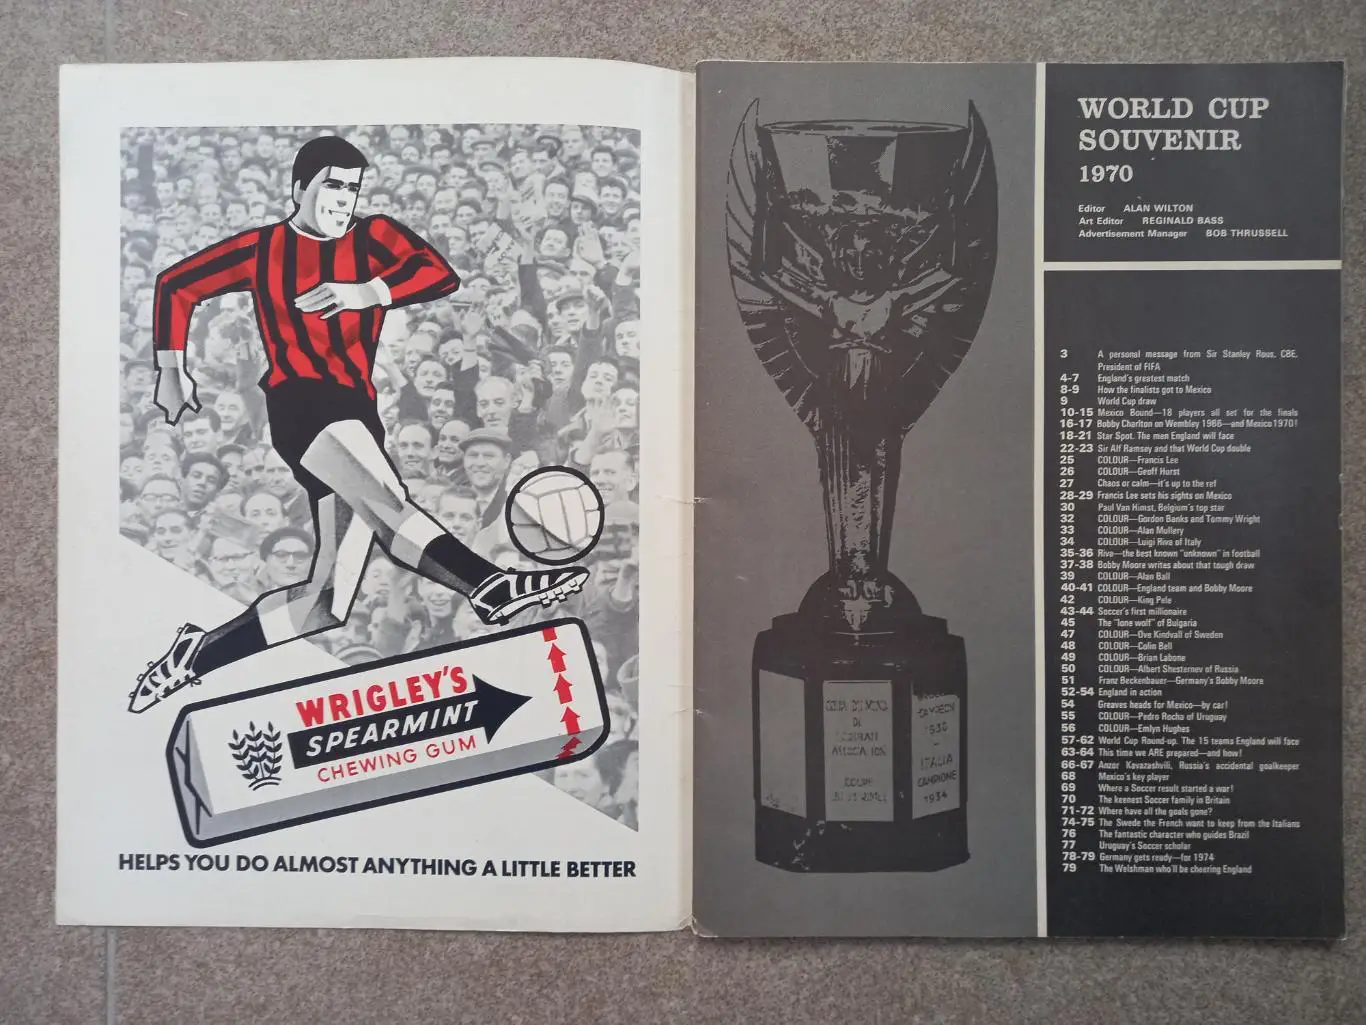 WRIGLEY'S
SPEARMINT
CHEWING GUM
HELPS YOU DO ALMOST ANYTHING A LITTLE BETTER
CAMPEON
1930
ITALIA
CAMPIONE
1934
WORLD CUP
SOUVENIR
1970
Editor ALAN WILTON
Art Editor REGINALD BASS
Advertisement Manager BOB THRUSSELL
3 A personal message from Sir Stanley Rous, CBE,
President of FIFA
4-7 England's greatest match
8-9 How the finalists got to Mexico
9 World Cup draw
10-15 Mexico Bound—18 players all set for the finals
16-17 Bobby Charlton on Wembley 1966—and Mexico 1970!
18-21 Star Spot. The men England will face
22-23 Sir Alf Ramsey and that World Cup double
25 COLOUR—Francis Lee
26 COLOUR—Geoff Hurst
27 Chaos or calm—it's up to the ref
28-29 Francis Lee sets his sights on Mexico
30 Paul Van Himst, Belgium's top star
32 COLOUR—Gordon Banks and Tommy Wright
33 COLOUR—Alan Mullery
34 COLOUR—Luigi Riva of Italy
35-36 Riva—the best known "unknown" in football
37-38 Bobby Moore writes about that tough draw
39 COLOUR—Alan Ball
40-41 COLOUR—England team and Bobby Moore
42 COLOUR—King Pele
43-44 Soccer's first millionaire
45 The "lone wolf" of Bulgaria
47 COLOUR—Ove Kindvall of Sweden
48 COLOUR—Colin Bell
49 COLOUR—Brian Labone
50 COLOUR—Albert Shesternev of Russia
51 Franz Beckenbauer—Germany's Bobby Moore
52-54 England in action
54 Greaves heads for Mexico—by car!
55 COLOUR—Pedro Rocha of Uruguay
56 COLOUR—Emlyn Hughes
57-62 World Cup Round-up. The 15 teams England will face
63-64 This time we ARE prepared—and how!
66-67 Anzor Kavazashvili, Russia's accidental goalkeeper
68 Mexico's key player
69 Where a Soccer result started a war!
70 The keenest Soccer family in Britain
71-72 Where have all the goals gone?
74-75 The Swede the French want to keep from the Italians
76 The fantastic character who guides Brazil
77 Uruguay's Soccer scholar
78-79 Germany gets ready—for 1974
79 The Welshman who'll be cheering England